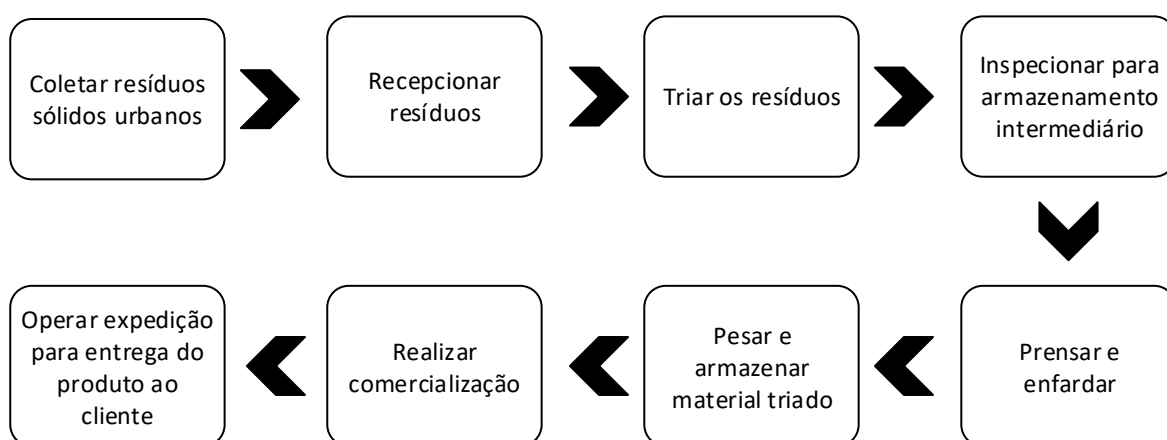 Coletar resíduos
sólidos urbanos
Recepcionar
resíduos
Triar os resíduos
Inspecionar para
armazenamento
intermediário
Prensar e
enfardar
Pesar e
armazenar
material triado
Realizar
comercialização
Operar expedição
para entrega do
produto ao
cliente